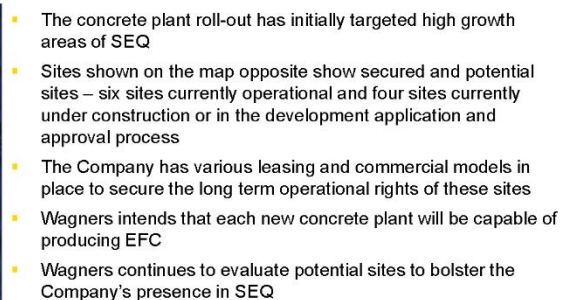 ▪ The concrete plant roll-out has initially targeted high growth
areas of SEQ
▪ Sites shown on the map opposite show secured and potential
sites – six sites currently operational and four sites currently
under construction or in the development application and
approval process
▪ The Company has various leasing and commercial models in
place to secure the long term operational rights of these sites
▪ Wagners intends that each new concrete plant will be capable of
producing EFC
▪ Wagners continues to evaluate potential sites to bolster the
Company's presence in SEQ